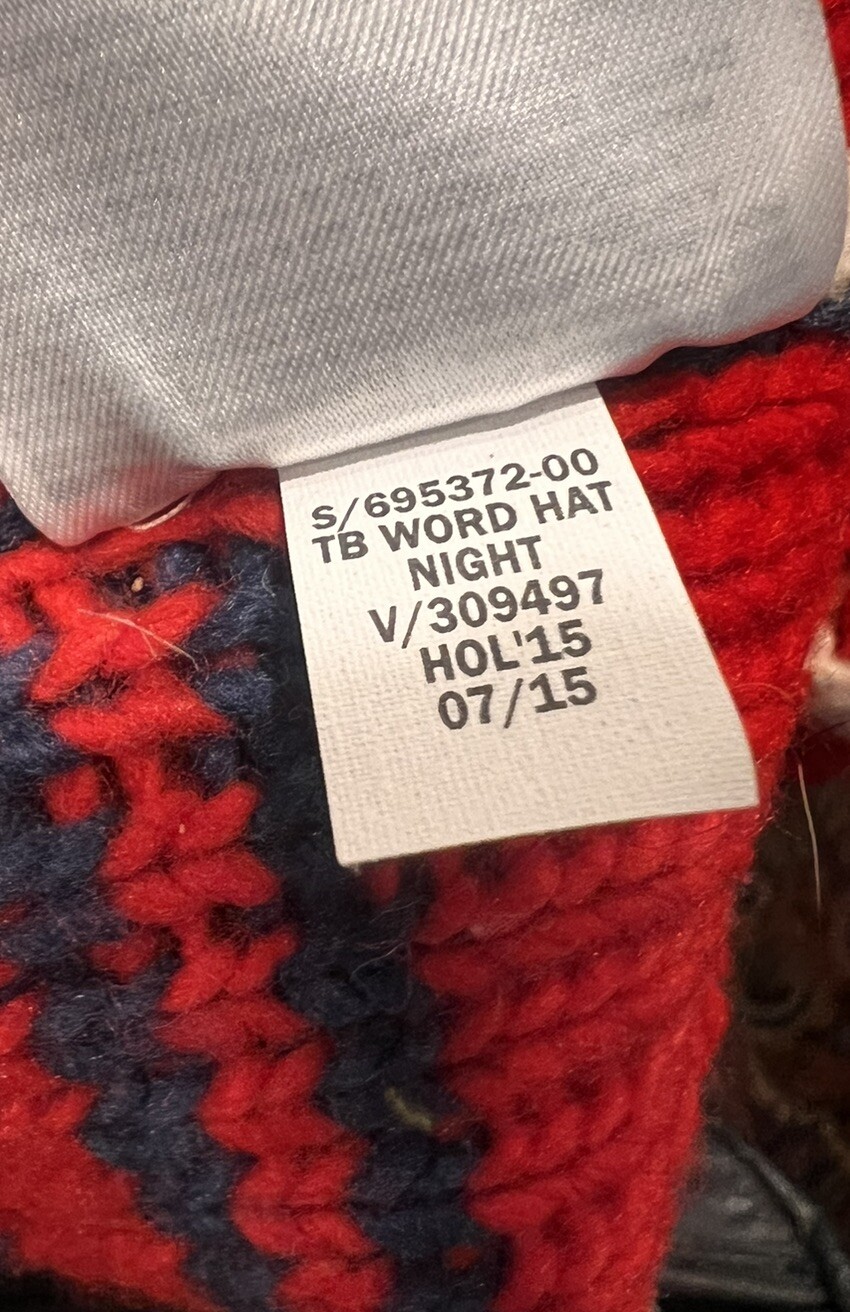 S/695372-00
TB WORD HAT
NIGHT
V/309497
HOL'15
07/15